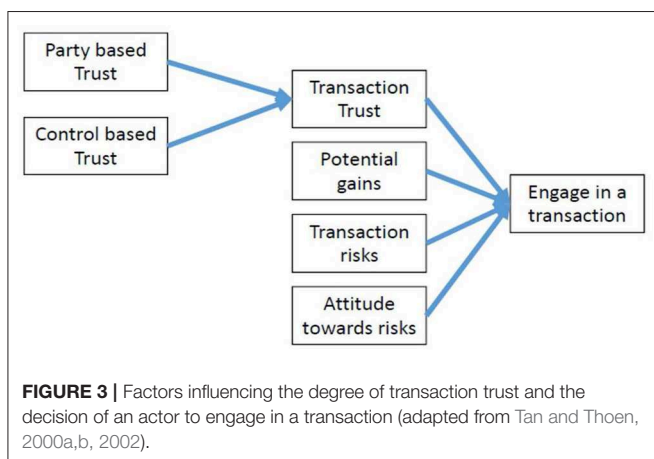 Party based
Trust
Control based
Trust
Transaction
Trust
Potential
gains
Transaction
risks
Attitude
towards risks
Engage in a
transaction
FIGURE 3 | Factors influencing the degree of transaction trust and the
decision of an actor to engage in a transaction (adapted from Tan and Thoen,
2000a,b, 2002).